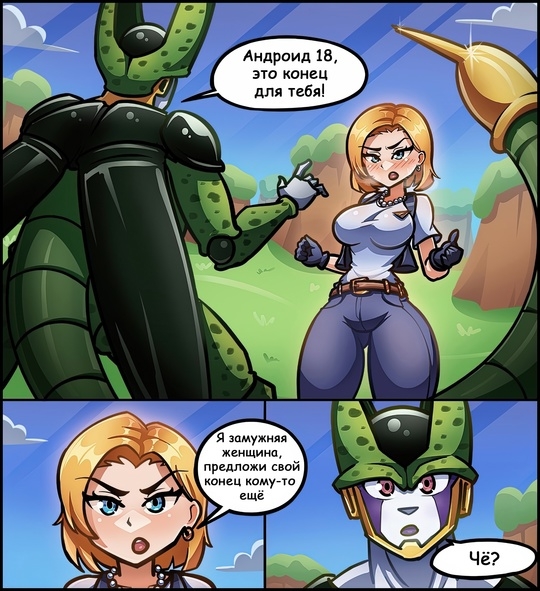 Андроид 18,
это конец
для тебя!
Я замужняя
женщина,
предложи свой
конец кому-то
ещё
Чё?